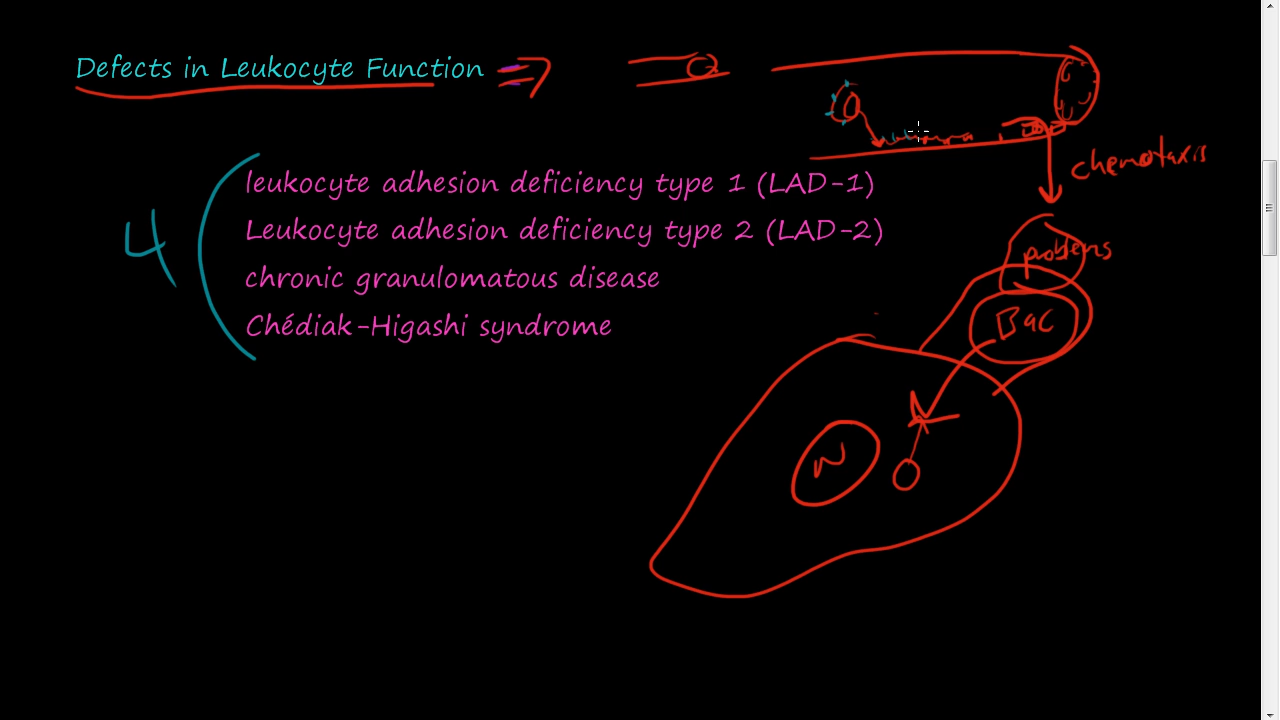 Defects in Leukocyte Function
chemotaxis
4
leukocyte adhesion deficiency type 1 (LAD-1)
Leukocyte adhesion deficiency type 2 (LAD-2)
chronic granulomatous disease
Chédiak-Higashi syndrome
problems
Bac
N